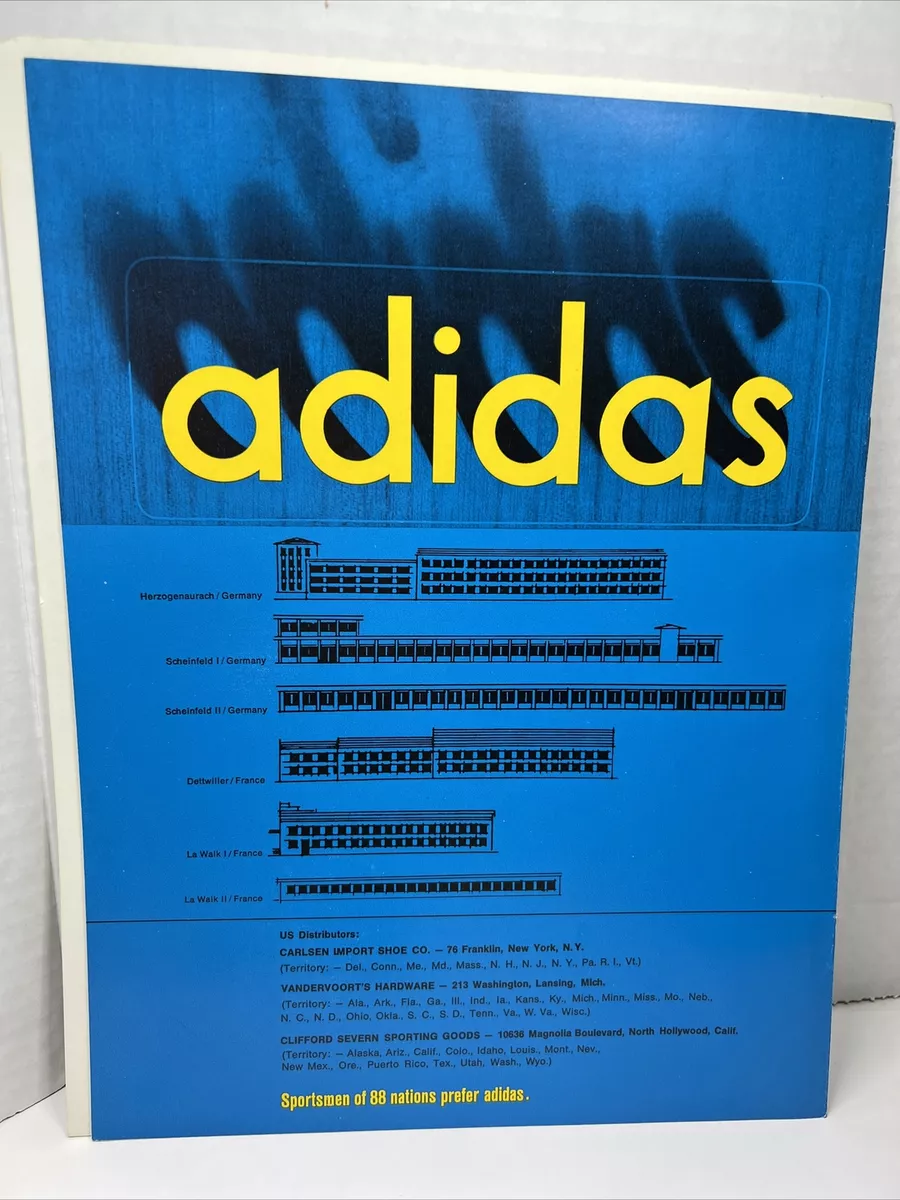 adidas
Herzogenaurach / Germany
Scheinfeld I / Germany
Scheinfeld II / Germany
Dettwiller / France
La Walk I / France
La Walk II / France
US Distributors:
CARLSEN IMPORT SHOE CO. — 76 Franklin, New York, N.Y.
(Territory: — Del., Conn., Me., Md., Mass., N. H., N. J., N. Y., Pa. R. I., Vt.)
VANDERVOORT'S HARDWARE — 213 Washington, Lansing, Mich.
(Territory: — Ala., Ark., Fla., Ga., Ill., Ind., Ia., Kans., Ky., Mich., Minn., Miss., Mo., Neb.,
N. C., N. D., Ohio, Okla., S. C., S. D., Tenn., Va., W. Va., Wisc.)
CLIFFORD SEVERN SPORTING GOODS — 10636 Magnolia Boulevard, North Hollywood, Calif.
(Territory: — Alaska, Ariz., Calif., Colo., Idaho, Louis., Mont., Nev.,
New Mex., Ore., Puerto Rico, Tex., Utah, Wash., Wyo.)
Sportsmen of 88 nations prefer adidas.